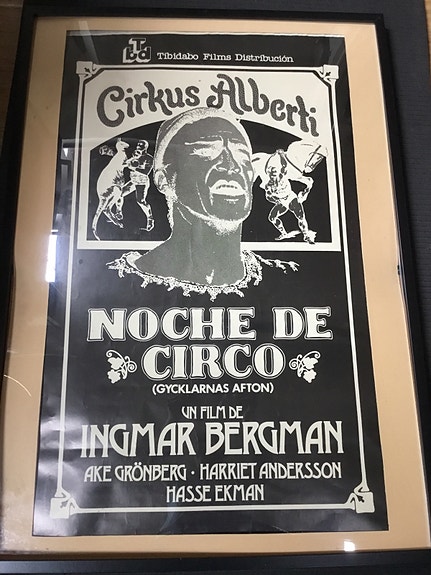 Tbd
Tibidabo Films Distribución
Cirkus Alberti
NOCHE DE
CIRCO
(GYCKLARNAS AFTON)
UN FILM DE
INGMAR BERGMAN
AKE GRÖNBERG · HARRIET ANDERSSON
HASSE EKMAN